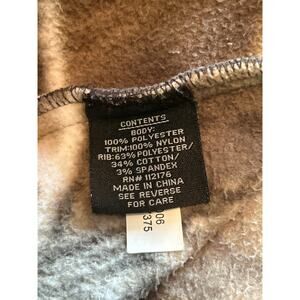 CONTENTS
BODY:
100% POLYESTER
TRIM:100% NYLON
RIB:63% POLYESTER/
34% COTTON/
3% SPANDEX
RN# 112176
MADE IN CHINA
SEE REVERSE
FOR CARE
06
375